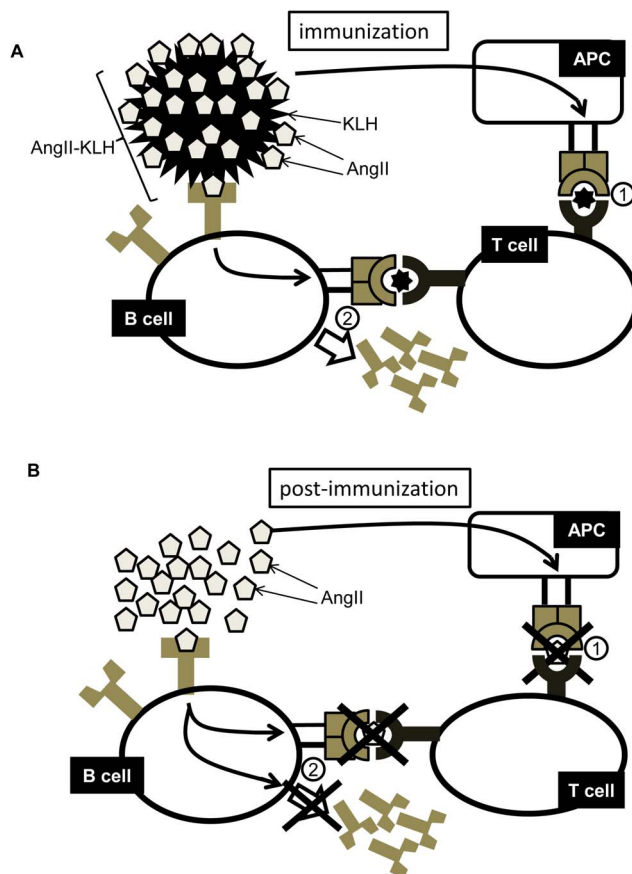 A
immunization
APC
KLH
AngII-KLH
AngII
1
T cell
B cell
2
B
post-immunization
APC
AngII
1
2
B cell
T cell